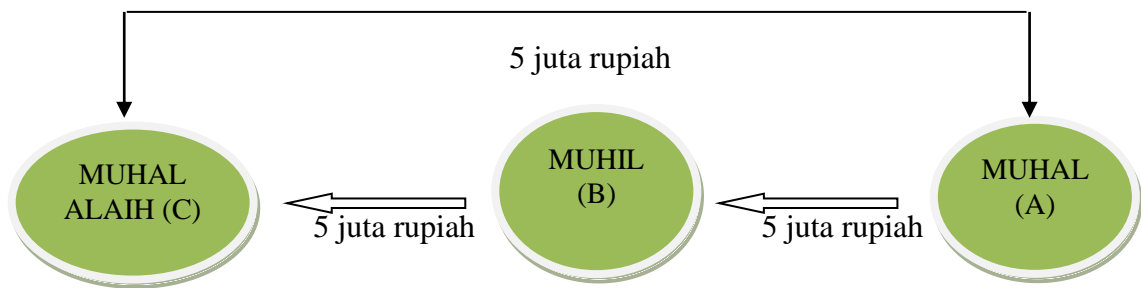 5 juta rupiah
MUHAL
ALAIH (C)
5 juta rupiah
MUHIL
(B)
5 juta rupiah
MUHAL
(A)